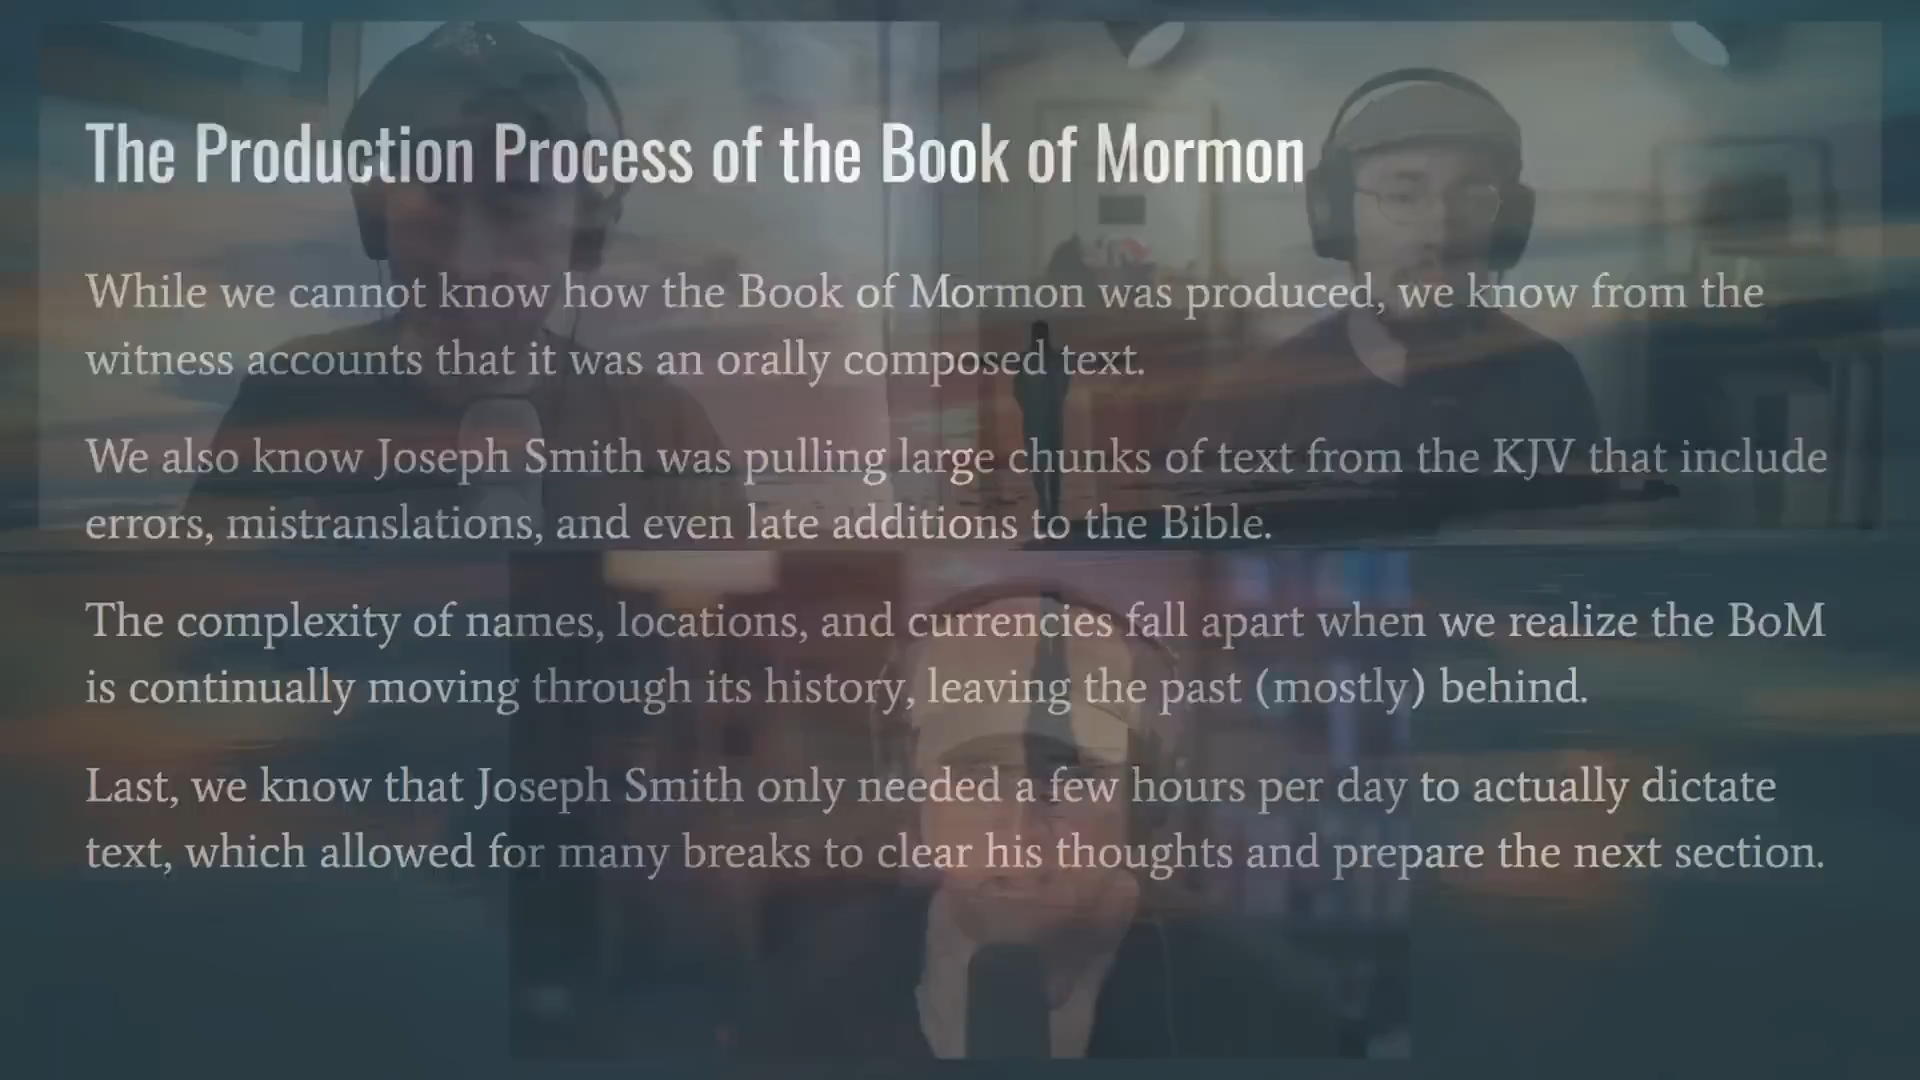 The Production Process of the Book of Mormon
While we cannot know how the Book of Mormon was produced, we know from the
witness accounts that it was an orally composed text.
We also know Joseph Smith was pulling large chunks of text from the KJV that include
errors, mistranslations, and even late additions to the Bible.
The complexity of names, locations, and currencies fall apart when we realize the BoM
is continually moving through its history, leaving the past (mostly) behind.
Last, we know that Joseph Smith only needed a few hours per day to actually dictate
text, which allowed for many breaks to clear his thoughts and prepare the next section.